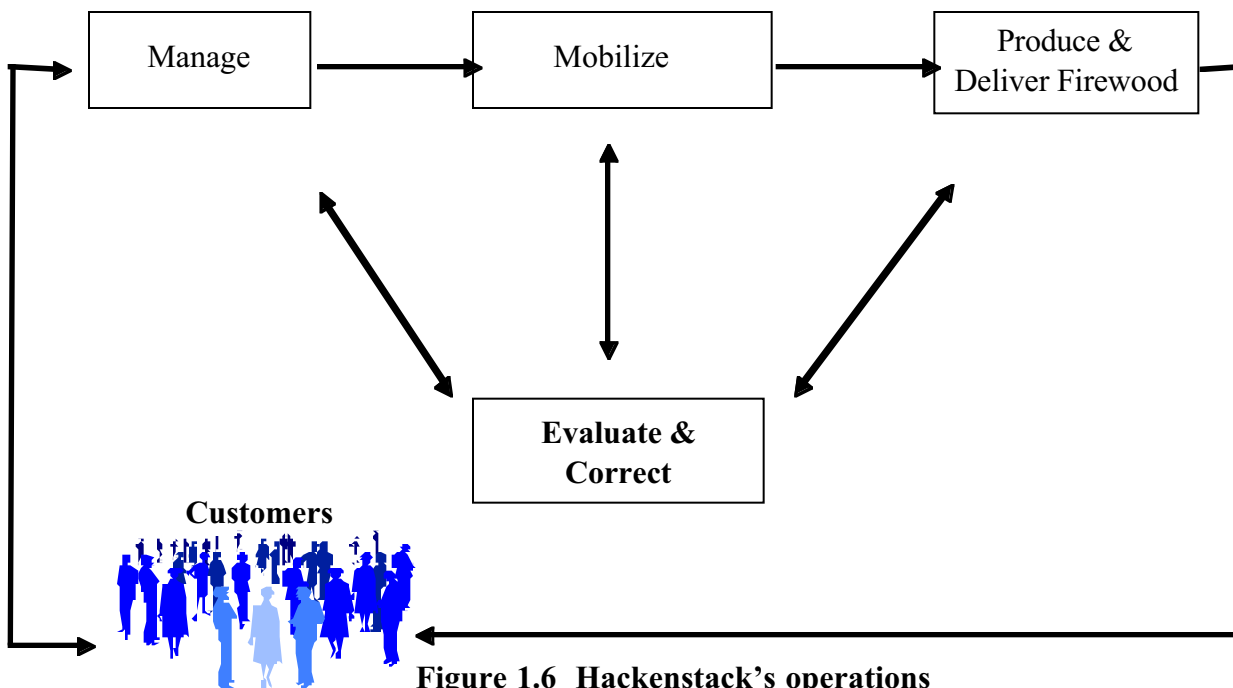 Manage
Mobilize
Produce &
Deliver Firewood
Evaluate &
Correct
Customers
Figure 1.6 Hackenstack's operations